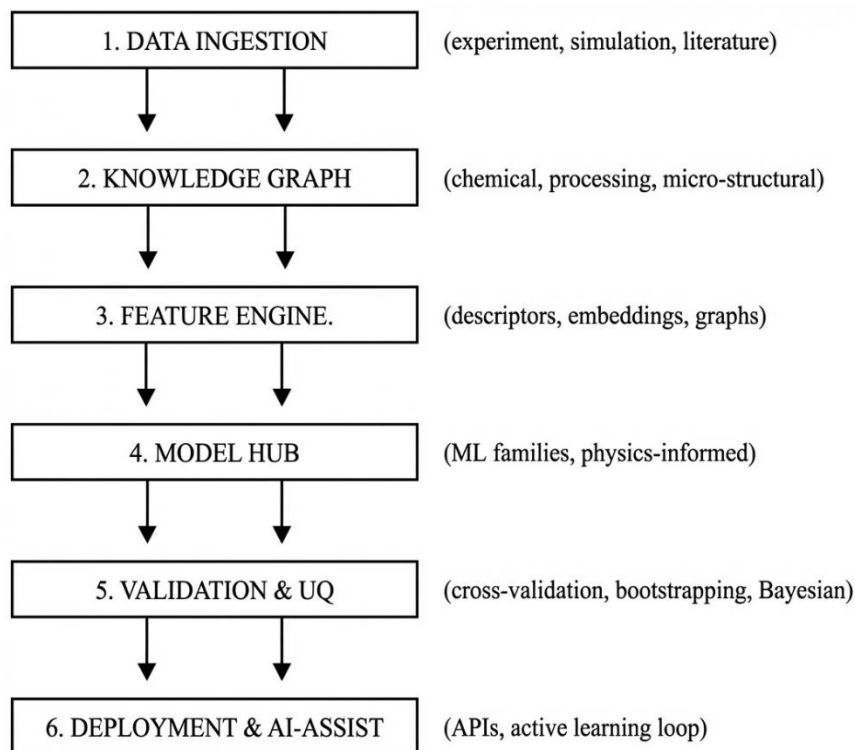 1. DATA INGESTION (experiment, simulation, literature)
2. KNOWLEDGE GRAPH (chemical, processing, micro-structural)
3. FEATURE ENGINE. (descriptors, embeddings, graphs)
4. MODEL HUB (ML families, physics-informed)
5. VALIDATION & UQ (cross-validation, bootstrapping, Bayesian)
6. DEPLOYMENT & AI-ASSIST (APIs, active learning loop)